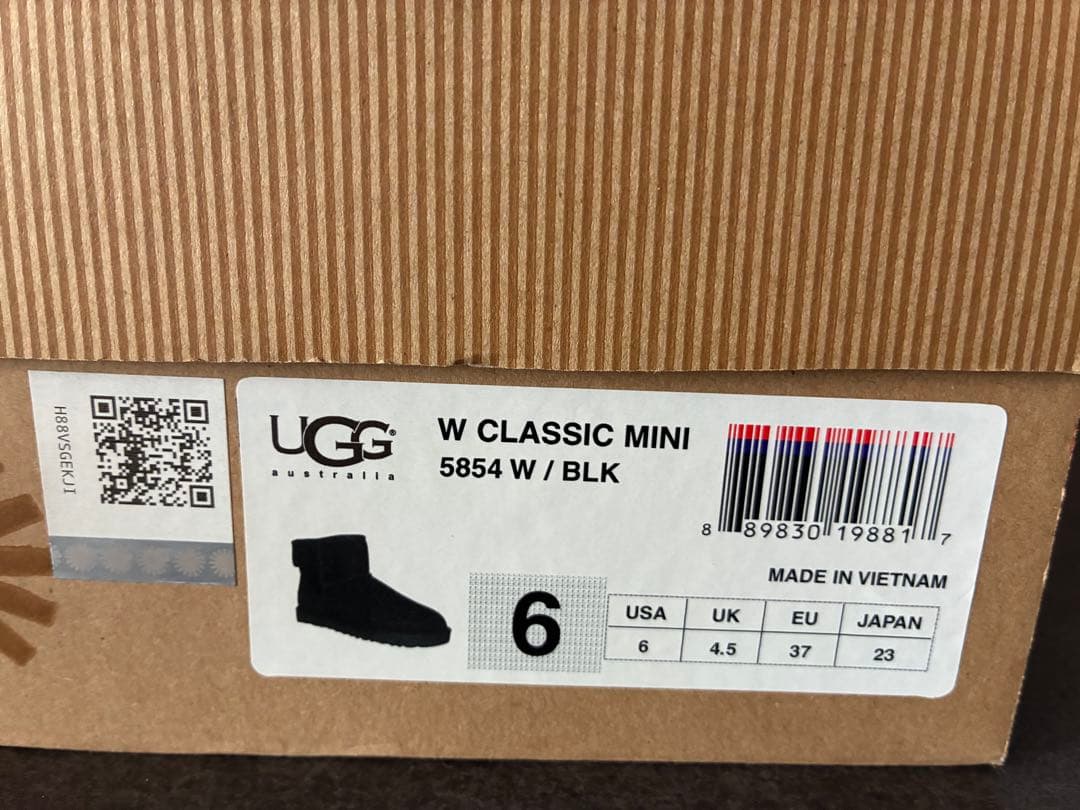 H88VSGEKJI
UGG®
australia
W CLASSIC MINI
5854 W / BLK
8 89830 19881 7
MADE IN VIETNAM
6
USA UK EU JAPAN
6 4.5 37 23